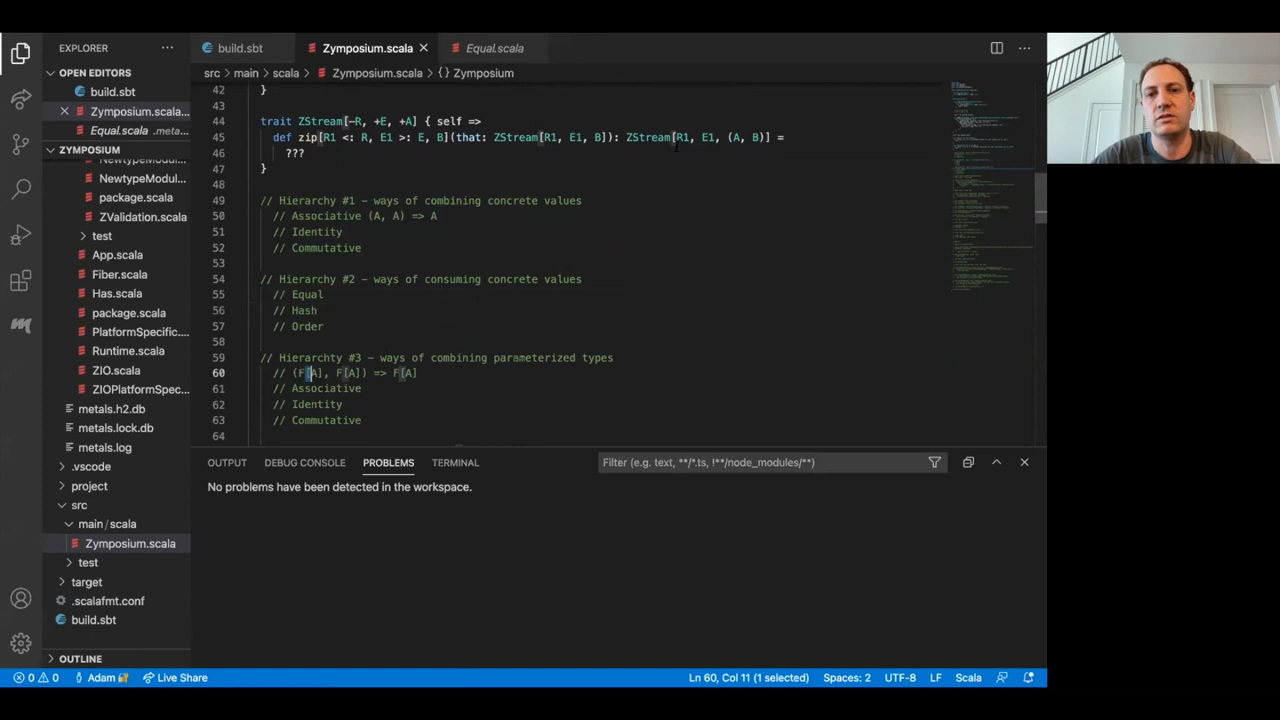 EXPLORER
OPEN EDITORS
build.sbt
Zymposium.scala
Equal.scala .meta...
ZYMPOSIUM
NewtypeModul...
NewtypeModul...
package.scala
ZValidation.scala
test
App.scala
Fiber.scala
Has.scala
package.scala
PlatformSpecific....
Runtime.scala
ZIO.scala
ZIOPlatformSpec...
metals.h2.db
metals.lock.db
metals.log
.vscode
project
src
main / scala
Zymposium.scala
test
target
.scalafmt.conf
build.sbt
OUTLINE
build.sbt
Zymposium.scala
Equal.scala
src > main > scala > Zymposium.scala > {} Zymposium
42 }
43
44 trait ZStream[-R, +E, +A] { self =>
45 def zip[R1 <: R, E1 >: E, B](that: ZStream[R1, E1, B]): ZStream[R1, E1, (A, B)] =
46 ???
47 }
48
49 // Hierarchy #1 - ways of combining concrete values
50 // Associative (A, A) => A
51 // Identity
52 // Commutative
53
54 // Hierarchy #2 - ways of consuming concrete values
55 // Equal
56 // Hash
57 // Order
58
59 // Hierarchty #3 - ways of combining parameterized types
60 // (F[A], F[A]) => F[A]
61 // Associative
62 // Identity
63 // Commutative
64
OUTPUT
DEBUG CONSOLE
PROBLEMS
TERMINAL
Filter (e.g. text, **/*.ts, !**/node_modules/**)
No problems have been detected in the workspace.
0 0
Adam
Live Share
Ln 60, Col 11 (1 selected)
Spaces: 2
UTF-8
LF
Scala